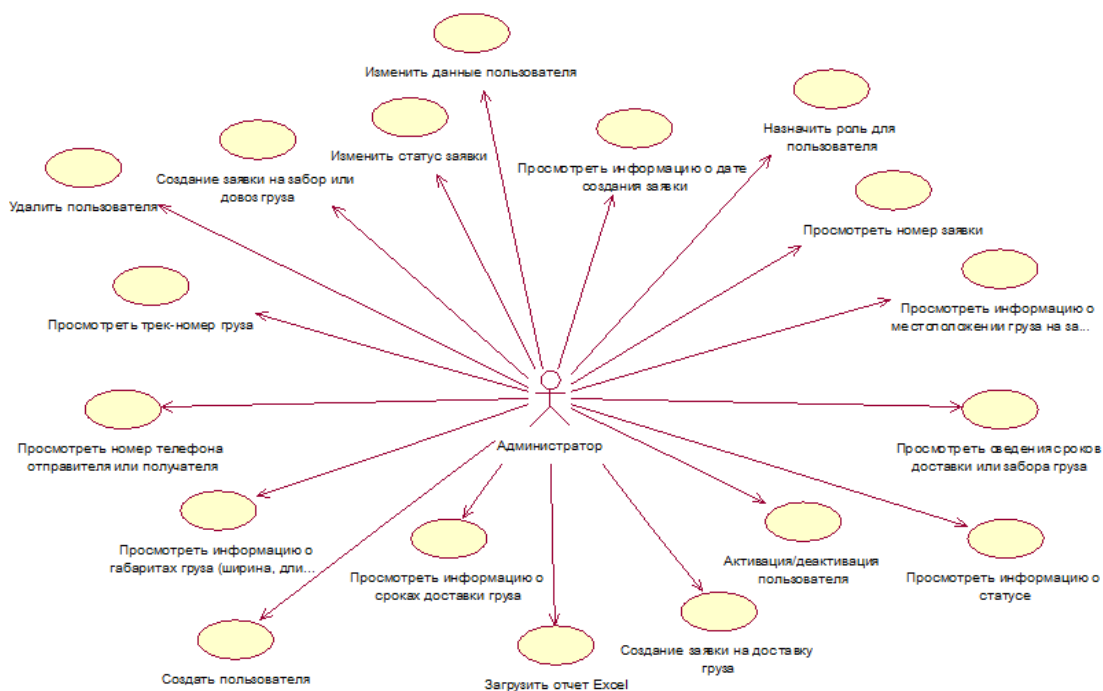 Изменить данные пользователя
Назначить роль для
пользователя
Изменить статус заявки
Просмотреть информацию о дате
создания заявки
Создание заявки на забор или
довоз груза
Удалить пользователя
Просмотреть номер заявки
Просмотреть трек-номер груза
Просмотреть информацию о
местоположении груза на за...
Администратор
Просмотреть номер телефона
отправителя или получателя
Просмотреть сведения сроков
доставки или забора груза
Просмотреть информацию о
габаритах груза (ширина, дли...
Просмотреть информацию о
сроках доставки груза
Активация/деактивация
пользователя
Просмотреть информацию о
статусе
Создать пользователя
Загрузить отчет Excel
Создание заявки на доставку
груза